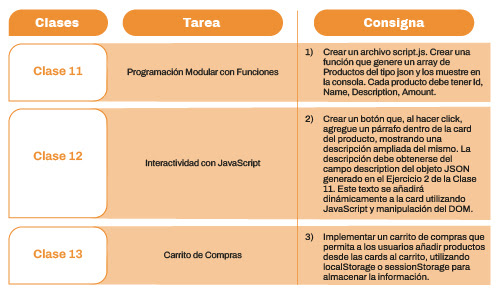 Clases
Tarea
Consigna
Clase 11
Programación Modular con Funciones
1) Crear un archivo script.js. Crear una
función que genere un array de
Productos del tipo json y los muestre en
la consola. Cada producto debe tener Id,
Name, Description, Amount.
Clase 12
Interactividad con JavaScript
2) Crear un botón que, al hacer click,
agregue un párrafo dentro de la card
del producto, mostrando una
descripción ampliada del mismo. La
descripción debe obtenerse del
campo description del objeto JSON
generado en el Ejercicio 2 de la Clase
11. Este texto se añadirá
dinámicamente a la card utilizando
JavaScript y manipulación del DOM.
Clase 13
Carrito de Compras
3) Implementar un carrito de compras que
permita a los usuarios añadir productos
desde las cards al carrito, utilizando
localStorage o sessionStorage para
almacenar la información.